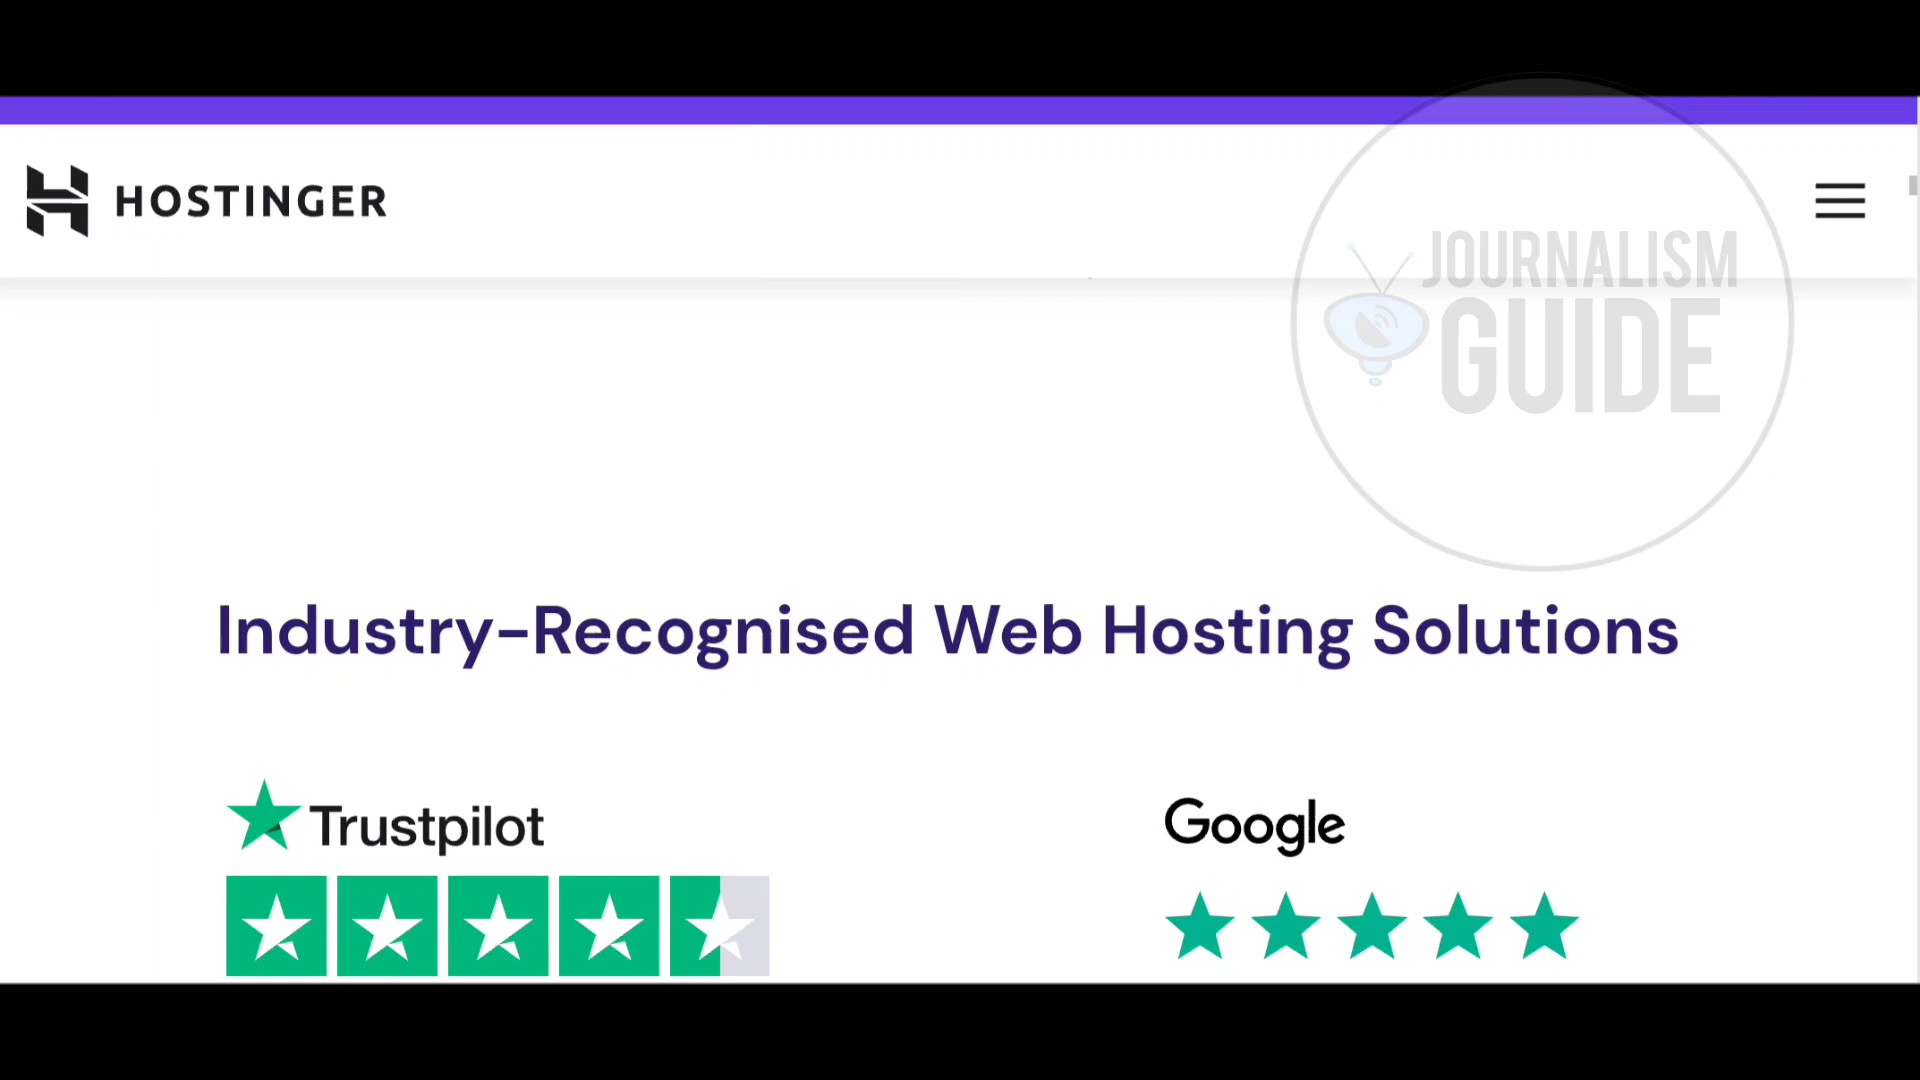 HOSTINGER
JOURNALISM
GUIDE
Industry-Recognised Web Hosting Solutions
Trustpilot
Google